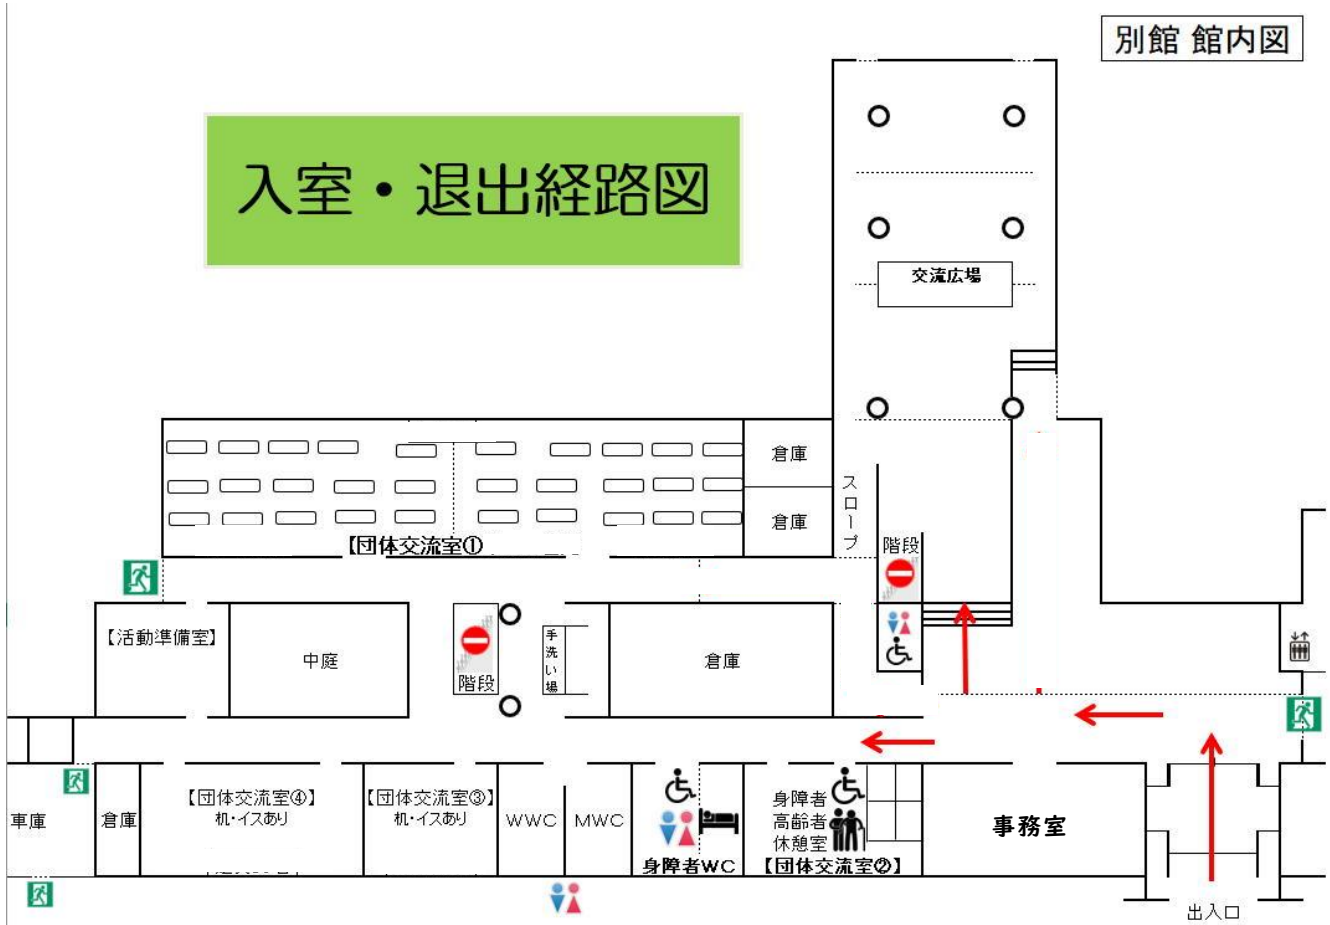 別館 館内図
入室・退出経路図
交流広場
倉庫
倉庫
スロープ
【団体交流室①
階段
【活動準備室】
中庭
階段
手洗い場
倉庫
車庫
倉庫
【団体交流室④】
机・イスあり
【団体交流室③】
机・イスあり
WWC
MWC
身障者WC
身障者
高齢者
休憩室
【団体交流室②】
事務室
出入口